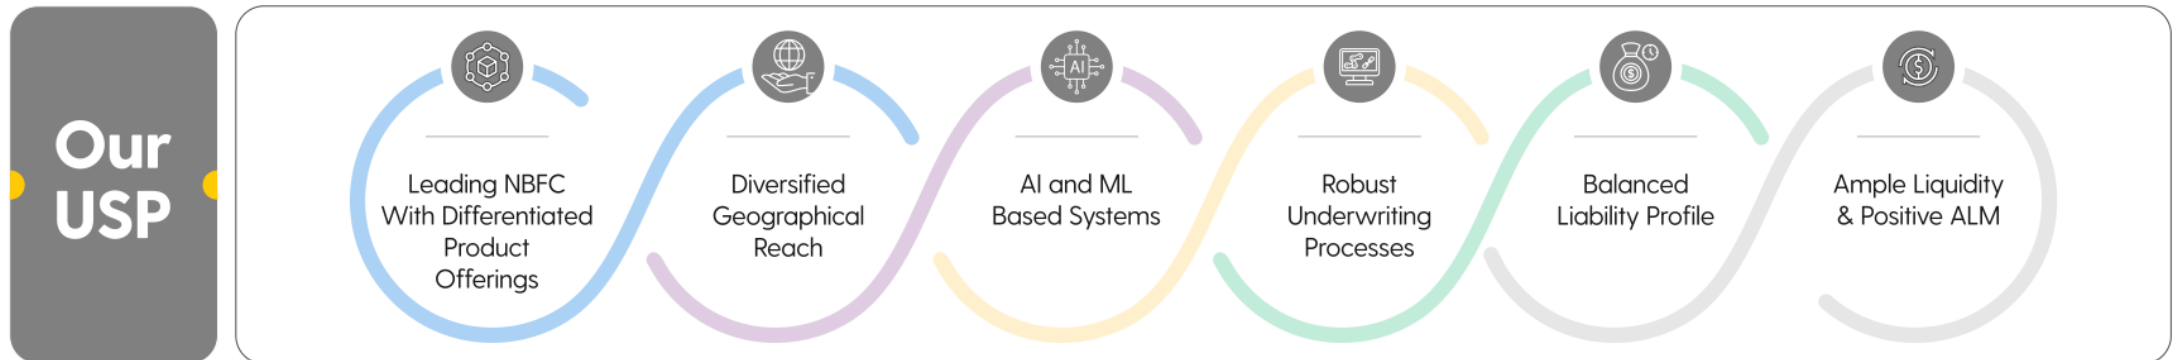 Our
USP
AI
Leading NBFC
With Differentiated
Product
Offerings
Diversified
Geographical
Reach
AI and ML
Based Systems
Robust
Underwriting
Processes
Balanced
Liability Profile
Ample Liquidity
& Positive ALM